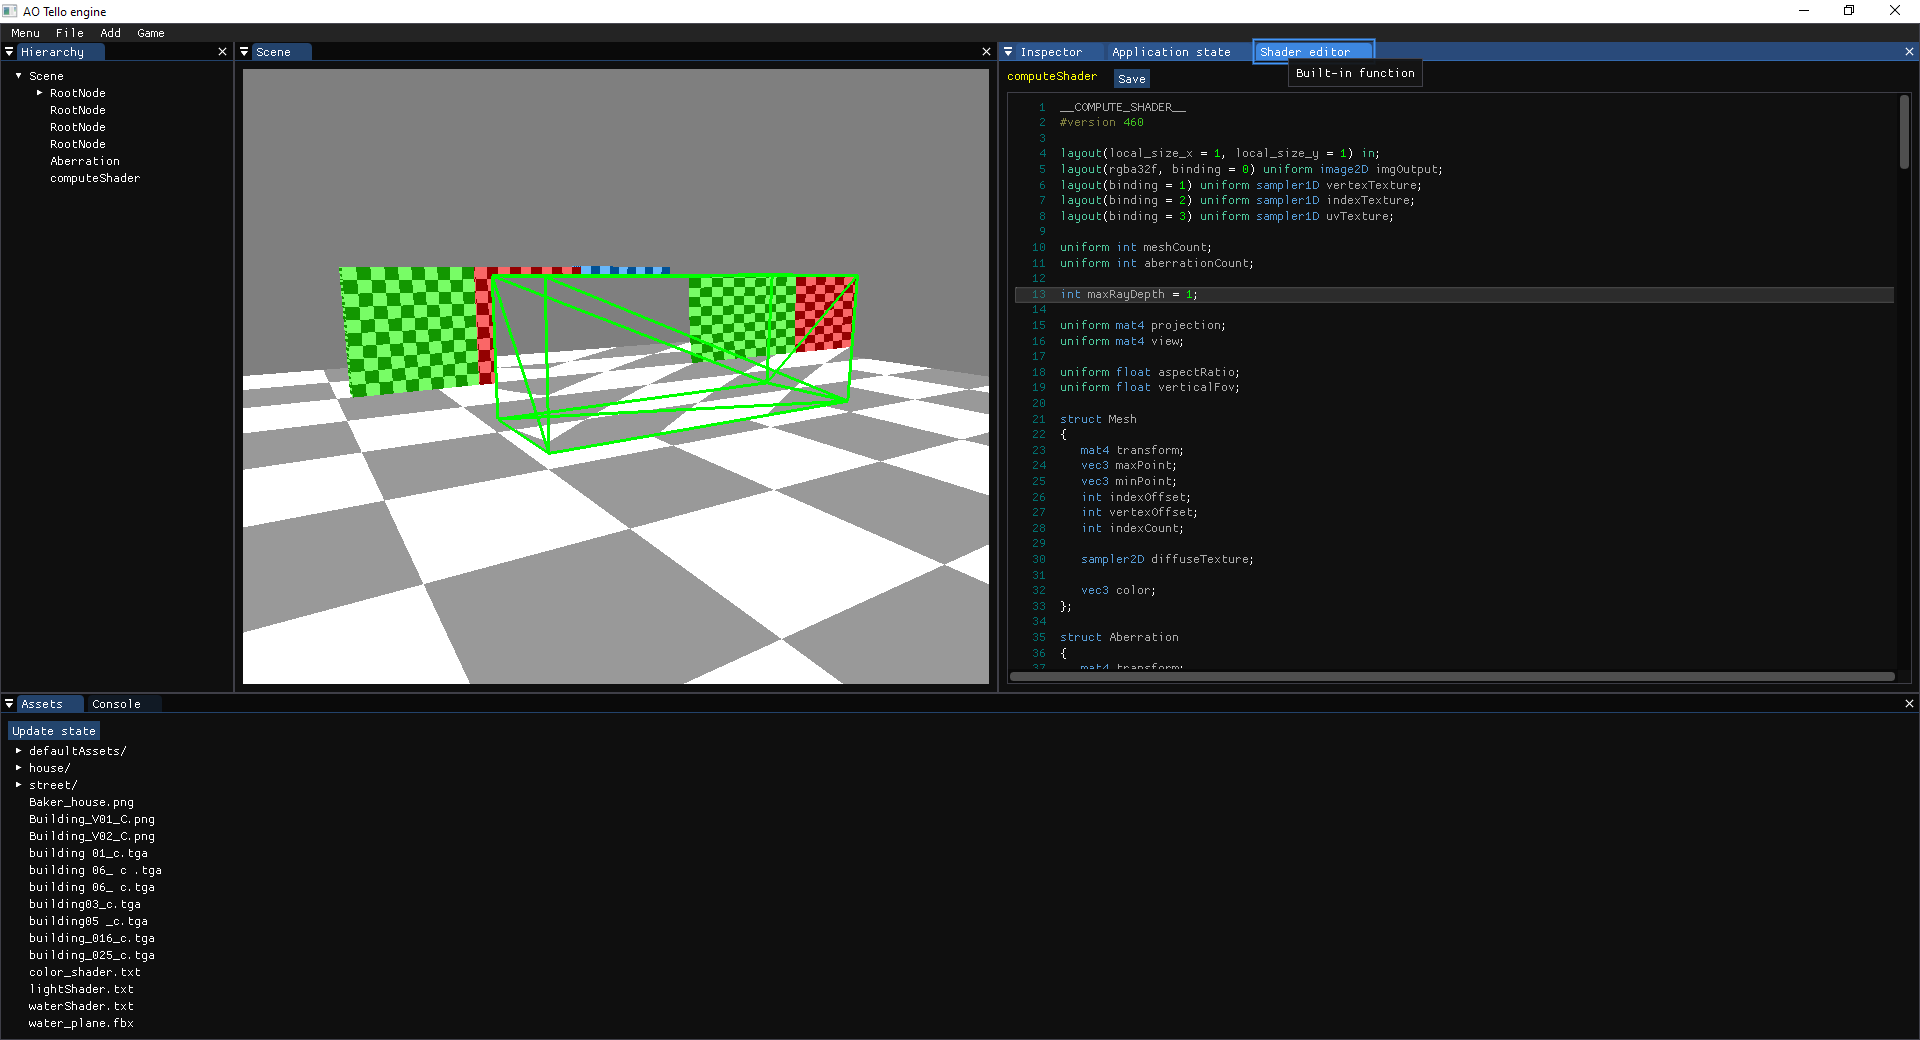 AO Tello engine
Menu File Add Game
Hierarchy
Scene
RootNode
RootNode
RootNode
RootNode
Aberration
computeShader
Scene
Inspector Application state Shader editor
Built-in function
computeShader Save
1 __COMPUTE_SHADER__
2 #version 460
3
4 layout(local_size_x = 1, local_size_y = 1) in;
5 layout(rgba32f, binding = 0) uniform image2D imgOutput;
6 layout(binding = 1) uniform sampler1D vertexTexture;
7 layout(binding = 2) uniform sampler1D indexTexture;
8 layout(binding = 3) uniform sampler1D uvTexture;
9
10 uniform int meshCount;
11 uniform int aberrationCount;
12
13 int maxRayDepth = 1;
14
15 uniform mat4 projection;
16 uniform mat4 view;
17
18 uniform float aspectRatio;
19 uniform float verticalFov;
20
21 struct Mesh
22 {
23 mat4 transform;
24 vec3 maxPoint;
25 vec3 minPoint;
26 int indexOffset;
27 int vertexOffset;
28 int indexCount;
29
30 sampler2D diffuseTexture;
31
32 vec3 color;
33 };
34
35 struct Aberration
36 {
37 mat4 transform;
Assets Console
Update state
defaultAssets/
house/
street/
Baker_house.png
Building_V01_C.png
Building_V02_C.png
building 01_c.tga
building 06_ c .tga
building 06_ c.tga
building03_c.tga
building05 _c.tga
building_016_c.tga
building_025_c.tga
color_shader.txt
lightShader.txt
waterShader.txt
water_plane.fbx